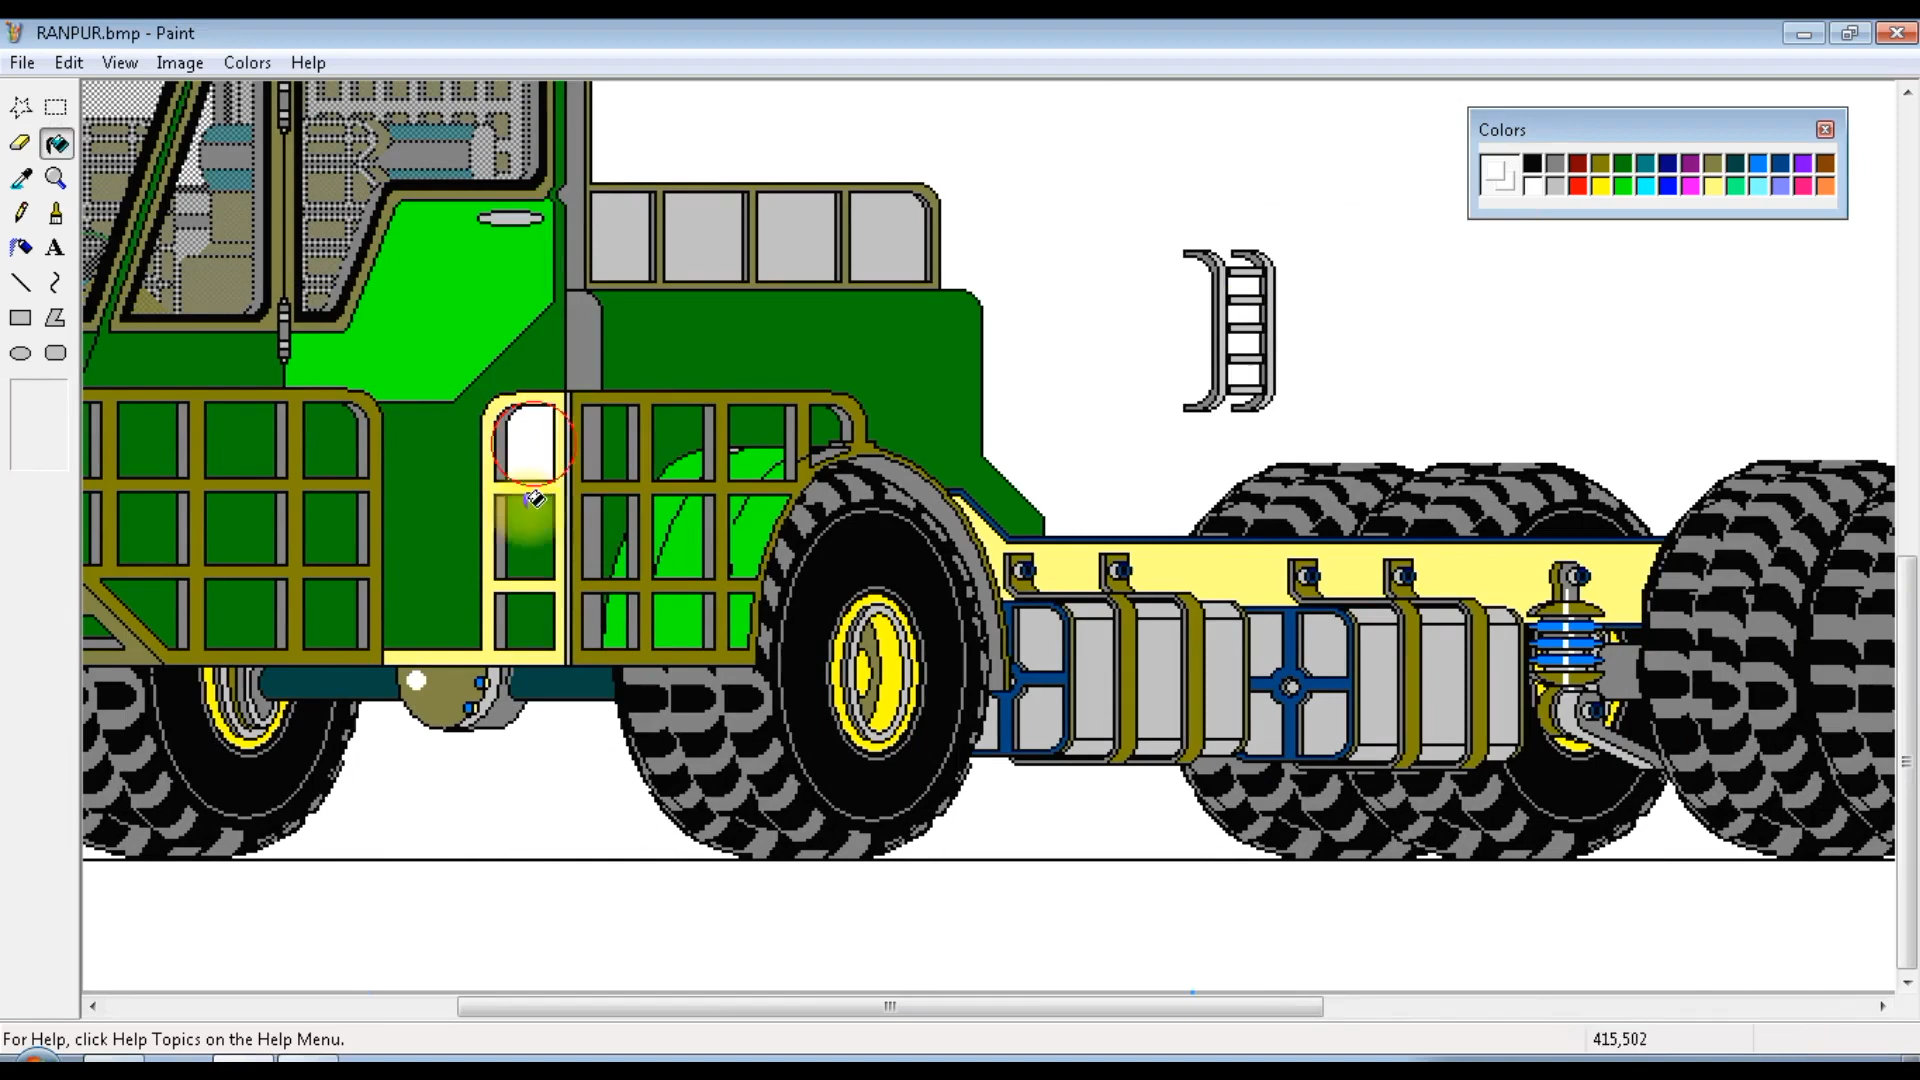 RANPUR.bmp - Paint
File Edit View Image Colors Help
Colors
A
For Help, click Help Topics on the Help Menu.
415,502